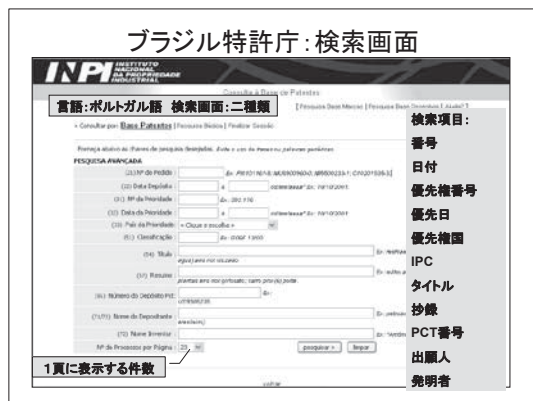 ブラジル特許庁：検索画面
INPI INSTITUTO NACIONAL DA PROPRIEDADE INDUSTRIAL
Consulta à Base de Patentes
言語：ポルトガル語 検索画面：二種類
» Consultar por: Base Patentes | Pesquisa Básica | Finalizar Sessão
PESQUISA AVANÇADA
(21) Nº do Pedido :
(22) Data Depósito : a
(31) Nº da Prioridade :
(32) Data da Prioridade : a
(33) País da Prioridade : « Clique e escolha »
(51) Classificação :
(54) Título :
(57) Resumo :
(86) Número do Depósito Pct:
(71/73) Nome do Depositante :
(72) Nome Inventor :
Nº de Processos por Página : 20
pesquisar » limpar
voltar
1頁に表示する件数
検索項目：
番号
日付
優先権番号
優先日
優先権国
IPC
タイトル
抄録
PCT番号
出願人
発明者